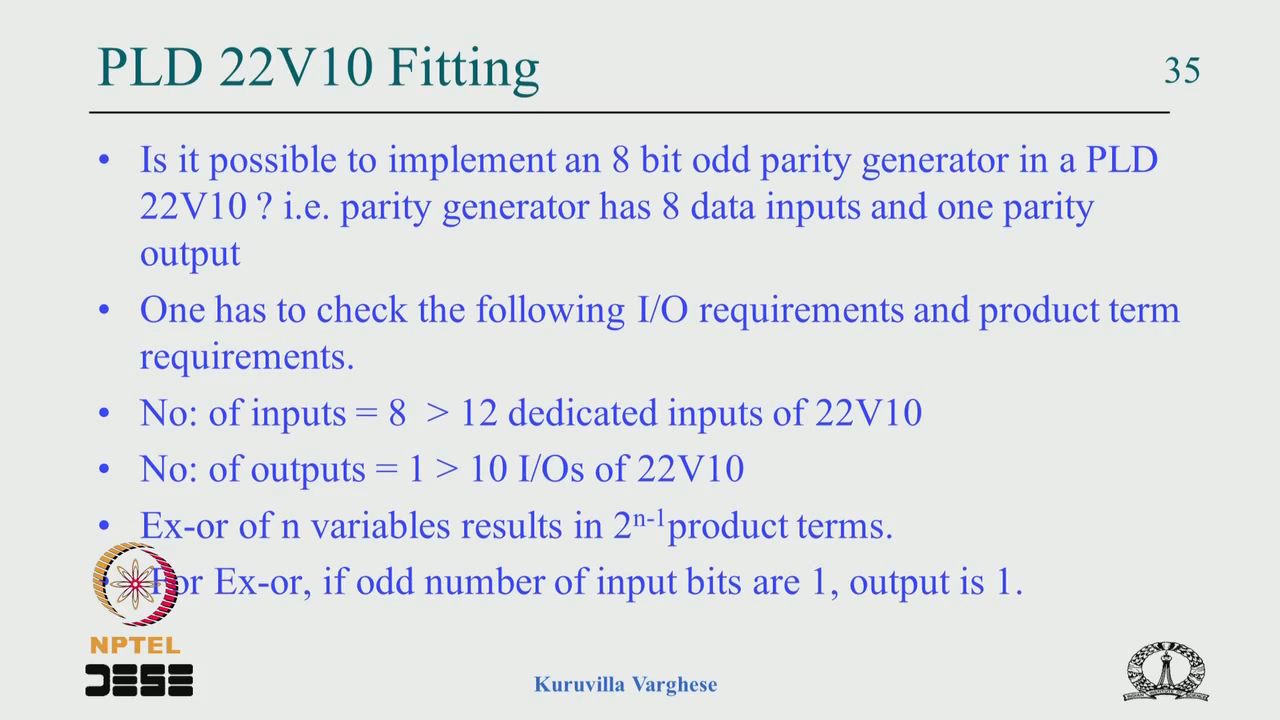 PLD 22V10 Fitting
35
• Is it possible to implement an 8 bit odd parity generator in a PLD
22V10 ? i.e. parity generator has 8 data inputs and one parity
output
• One has to check the following I/O requirements and product term
requirements.
• No: of inputs = 8 > 12 dedicated inputs of 22V10
• No: of outputs = 1 > 10 I/Os of 22V10
• Ex-or of n variables results in 2ⁿ⁻¹product terms.
• For Ex-or, if odd number of input bits are 1, output is 1.
NPTEL
DESE
Kuruvilla Varghese